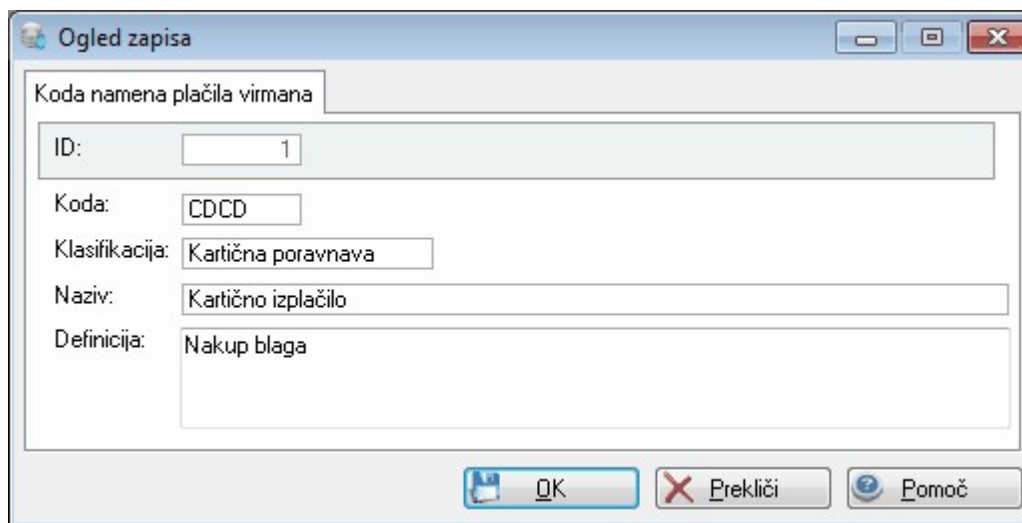 Ogled zapisa
Koda namena plačila virmana
ID: 1
Koda: CDCD
Klasifikacija: Kartična poravnava
Naziv: Kartično izplačilo
Definicija: Nakup blaga
OK Prekliči Pomoč